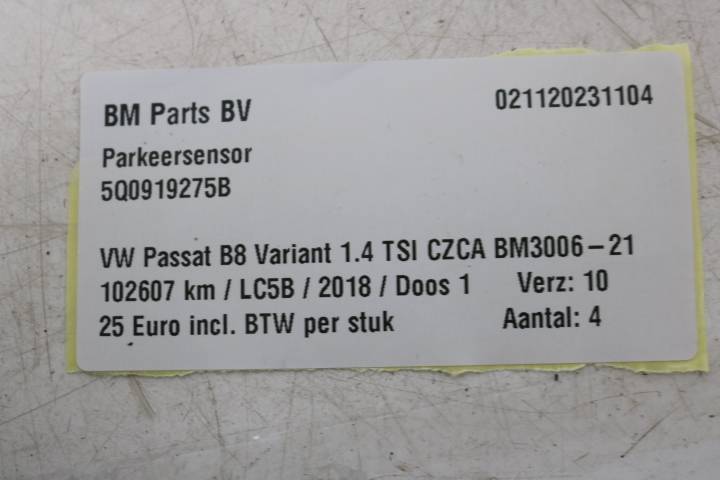 BM Parts BV 021120231104
Parkeersensor
5Q0919275B
VW Passat B8 Variant 1.4 TSI CZCA BM3006-21
102607 km / LC5B / 2018 / Doos 1 Verz: 10
25 Euro incl. BTW per stuk Aantal: 4